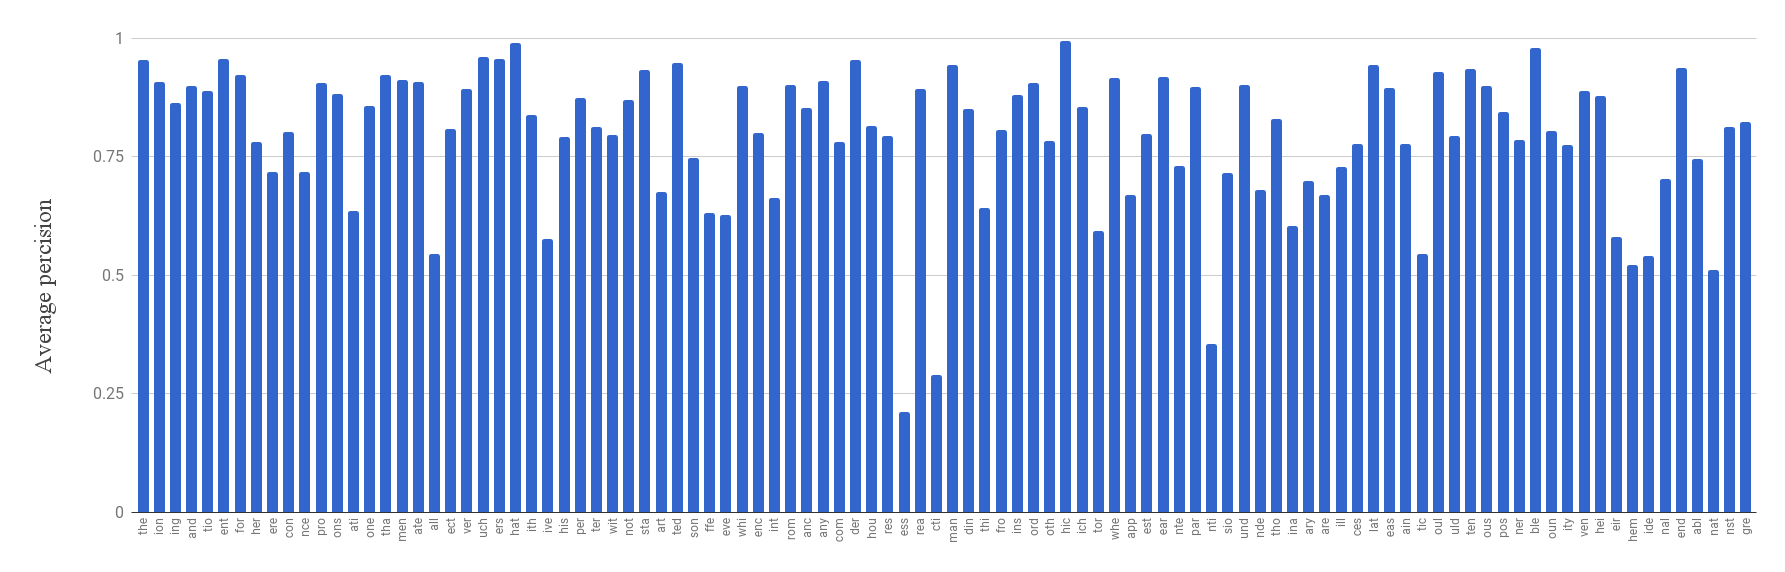 Average percision
1
0.75
0.5
0.25
0
the ion ing and tio ent for her ere con nce pro ons ati one tha men ate all ect ver uch ers hat ith ive his per ter wit not sta art ted son ffe eve whi enc int rom anc any com der hou res ess rea cti man din thi fro ins ord oth hic ich tor whe app est ear nte par nti sio und nde tho ina ary are ill ces lat eas ain tic oul uld ten ous pos ner ble oun ity ven hei eir hem ide nal end abl nat nst gre